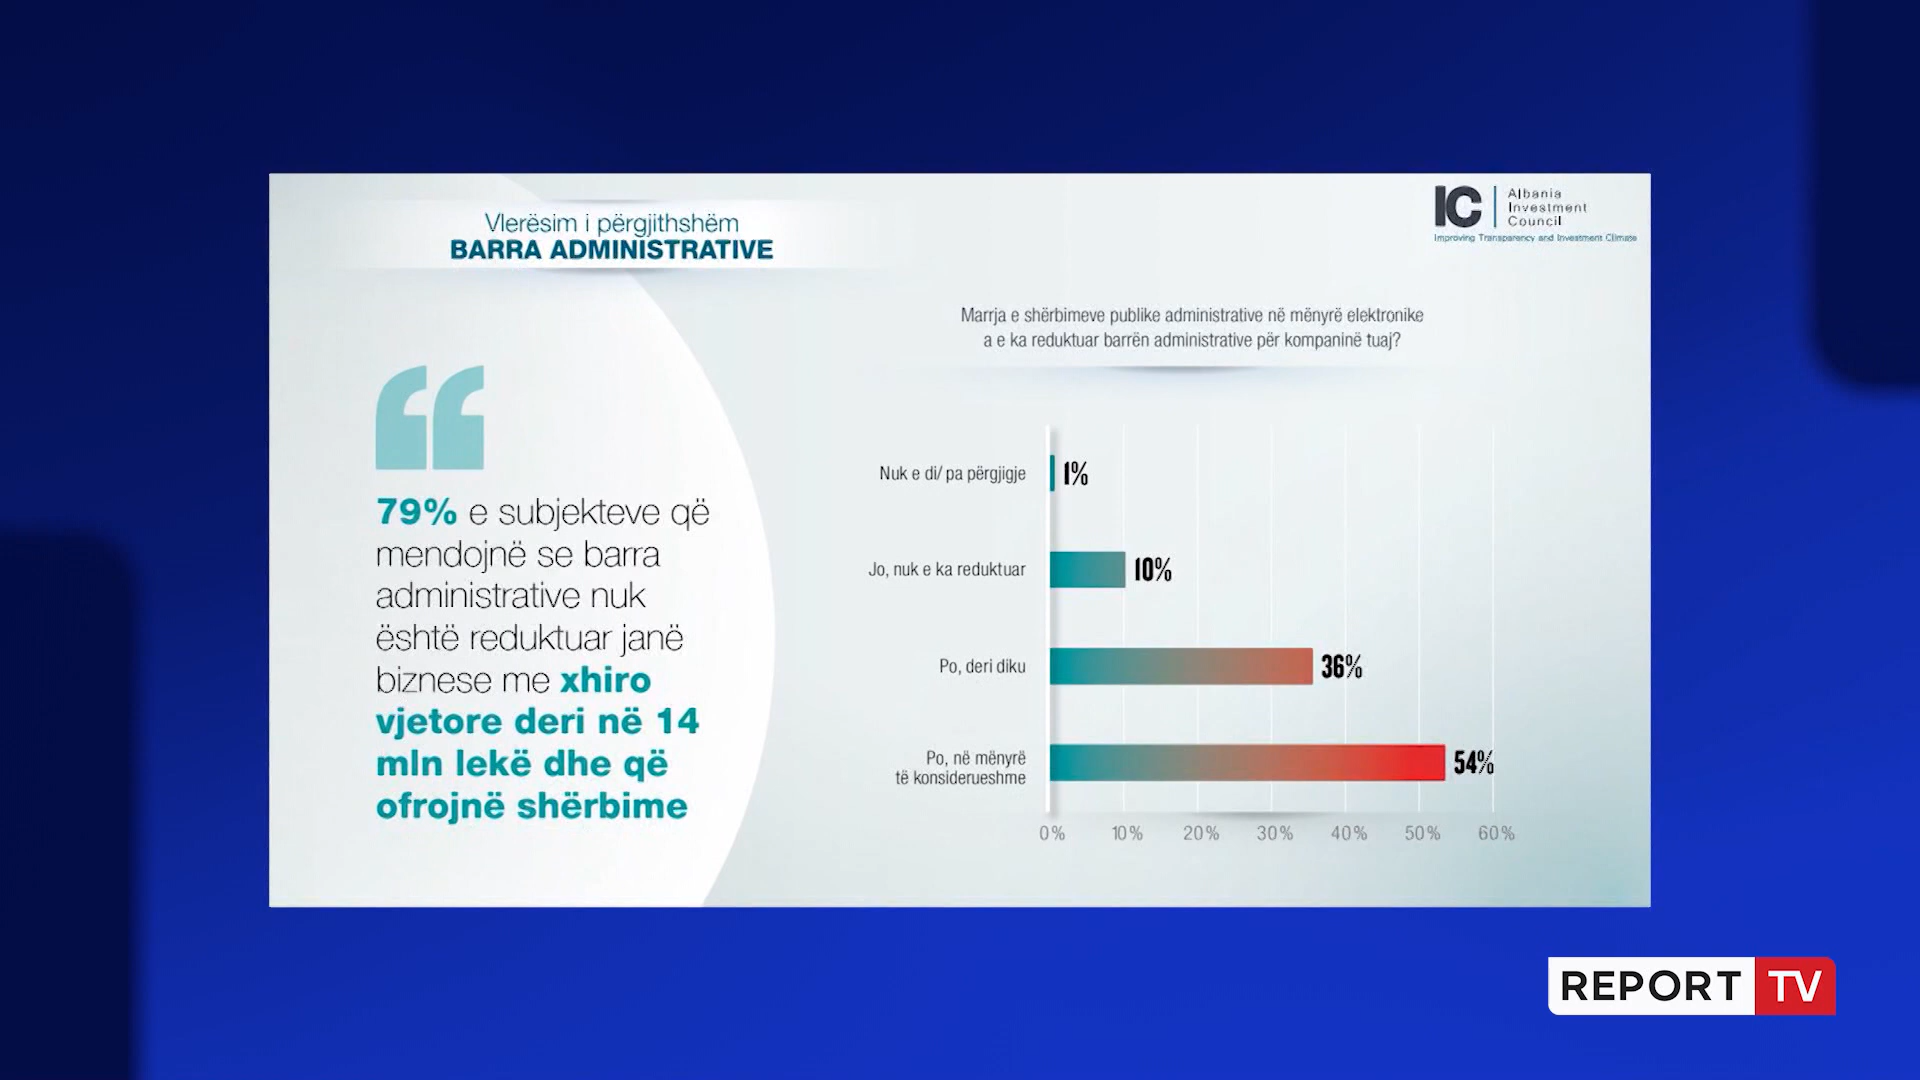 Vlerësim i përgjithshëm
BARRA ADMINISTRATIVE
IC
Albania
Investment
Council
Improving Transparency and Investment Climate
79% e subjekteve që
mendojnë se barra
administrative nuk
është reduktuar janë
biznese me xhiro
vjetore deri në 14
mln lekë dhe që
ofrojnë shërbime
Marrja e shërbimeve publike administrative në mënyrë elektronike
a e ka reduktuar barrën administrative për kompaninë tuaj?
Nuk e di/ pa përgjigje
1%
Jo, nuk e ka reduktuar
10%
Po, deri diku
36%
Po, në mënyrë
të konsiderueshme
54%
0% 10% 20% 30% 40% 50% 60%
REPORT TV